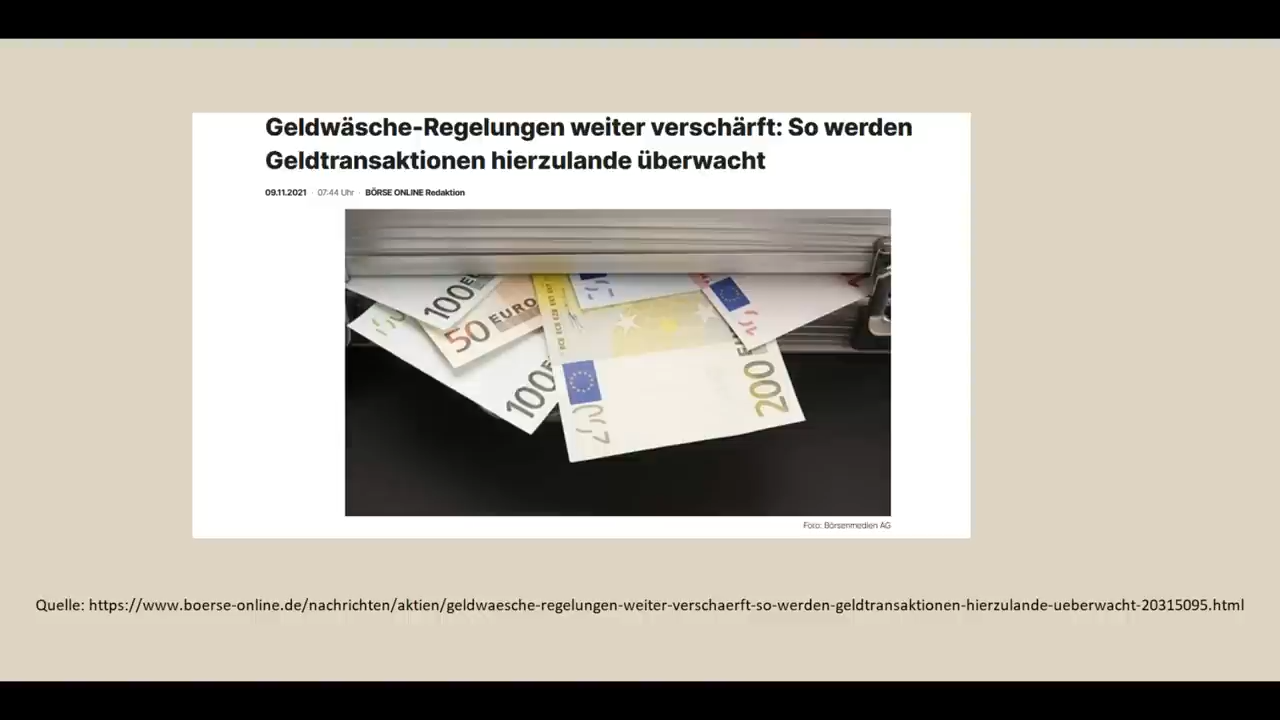 Geldwäsche-Regelungen weiter verschärft: So werden
Geldtransaktionen hierzulande überwacht
09.11.2021 · 07:44 Uhr · BÖRSE ONLINE Redaktion
100
50 EURO
100
200
Foto: Börsenmedien AG
Quelle: https://www.boerse-online.de/nachrichten/aktien/geldwaesche-regelungen-weiter-verschaerft-so-werden-geldtransaktionen-hierzulande-ueberwacht-20315095.html